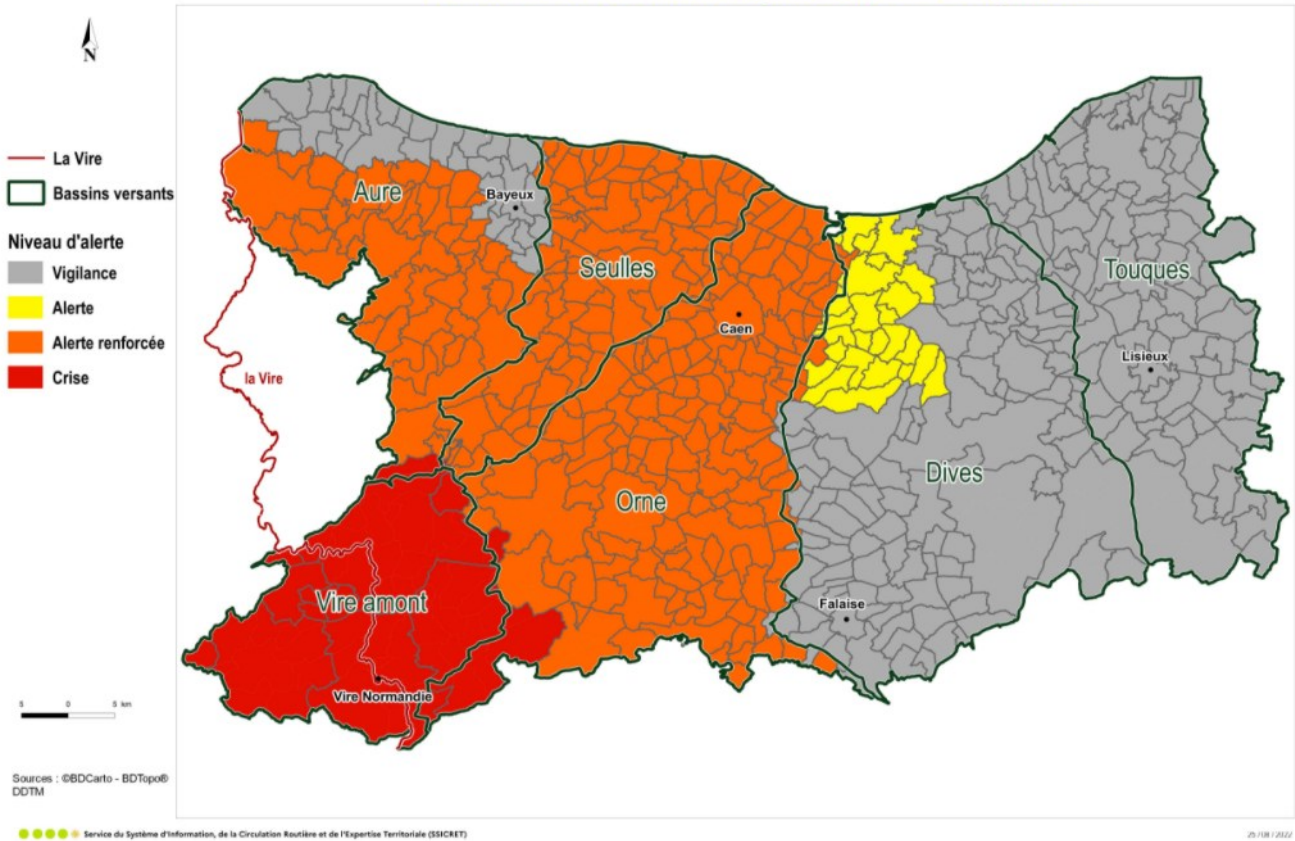 N
La Vire
Bassins versants
Niveau d'alerte
Vigilance
Alerte
Alerte renforcée
Crise
Aure
Bayeux
Seulles
Caen
Touques
Lisieux
la Vire
Orne
Dives
Falaise
Vire amont
Vire Normandie
5 0 5 km
Sources : ©BDCarto - BDTopo®
DDTM
Service du Système d'Information, de la Circulation Routière et de l'Expertise Territoriale (SSICRET)